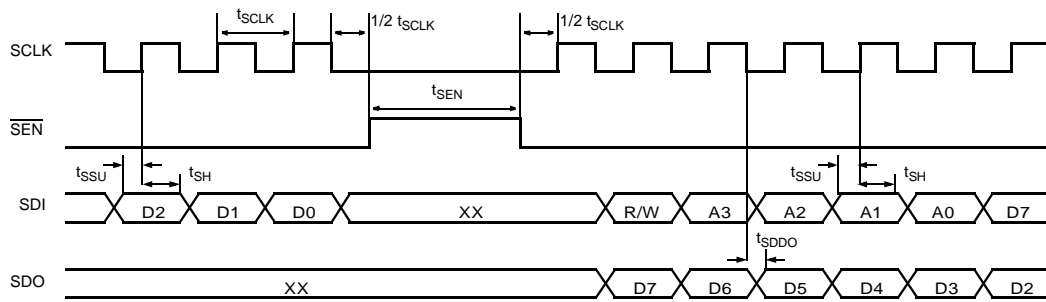 tSCLK 1/2 tSCLK 1/2 tSCLK
SCLK
tSEN
SEN
tSSU tSH tSSU tSH
SDI D2 D1 D0 XX R/W A3 A2 A1 A0 D7
tSDDO
SDO XX D7 D6 D5 D4 D3 D2